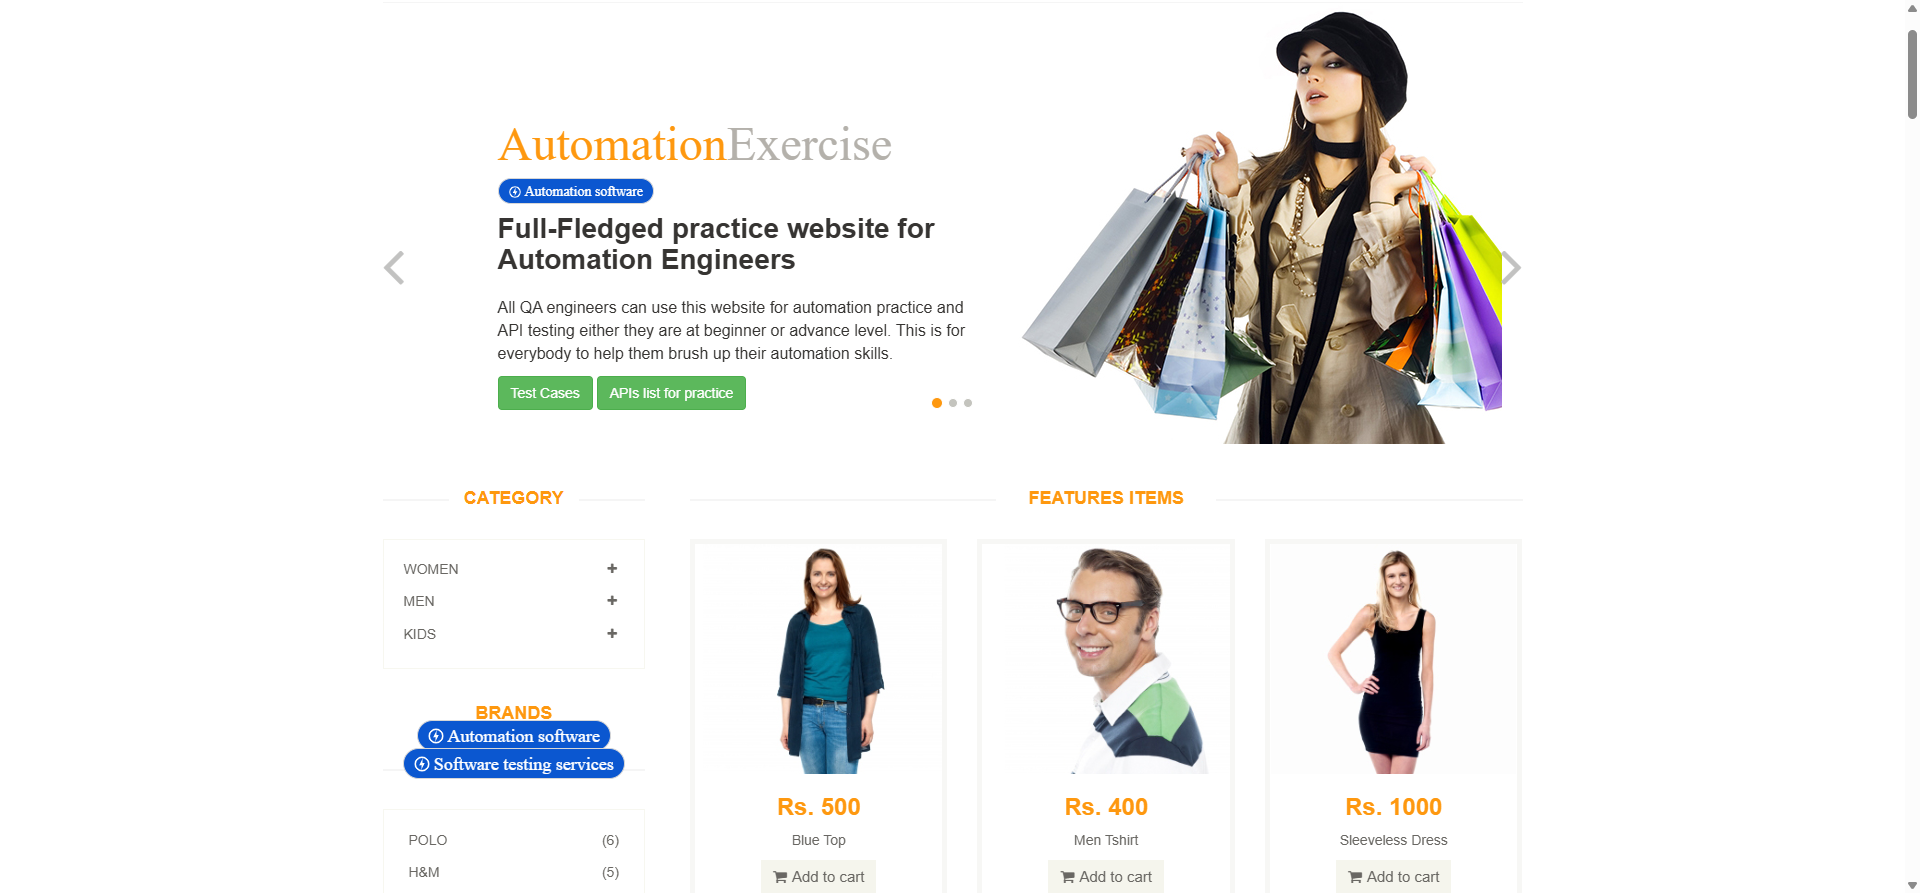 AutomationExercise
Automation software
Full-Fledged practice website for
Automation Engineers
All QA engineers can use this website for automation practice and
API testing either they are at beginner or advance level. This is for
everybody to help them brush up their automation skills.
Test Cases
APIs list for practice
CATEGORY
WOMEN
MEN
KIDS
BRANDS
Automation software
Software testing services
POLO (6)
H&M (5)
FEATURES ITEMS
Rs. 500
Blue Top
Add to cart
Rs. 400
Men Tshirt
Add to cart
Rs. 1000
Sleeveless Dress
Add to cart